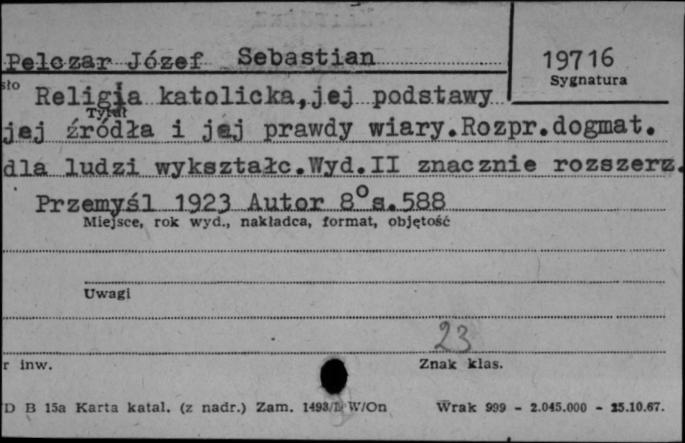 Pelczar Józef Sebastian
19716
Sygnatura
sło
Religia katolicka,jej podstawy
Tytuł
jej źródła i jej prawdy wiary.Rozpr.dogmat.
dla ludzi wykształc.Wyd.II znacznie rozszerz.
Przemyśl 1923 Autor 8° s.588
Miejsce, rok wyd., nakładca, format, objętość
Uwagi
23
r inw.
Znak klas.
D B 15a Karta katal. (z nadr.) Zam. W/On Wrak 999 - 2.045.000 - 25.10.67.